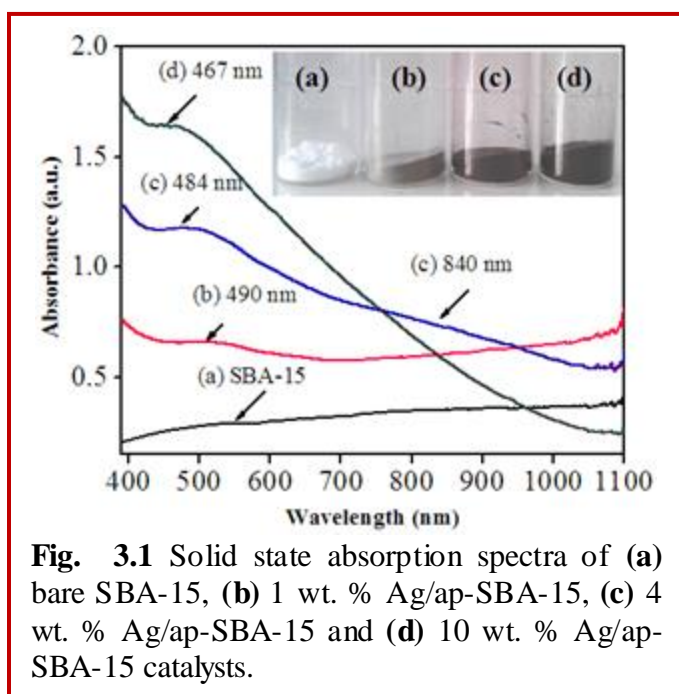 2.0
(d) 467 nm
(a) (b) (c) (d)
1.5
(c) 484 nm
Absorbance (a.u.)
1.0
(c) 840 nm
(b) 490 nm
0.5
(a) SBA-15
400 500 600 700 800 900 1000 1100
Wavelength (nm)
Fig. 3.1 Solid state absorption spectra of (a)
bare SBA-15, (b) 1 wt. % Ag/ap-SBA-15, (c) 4
wt. % Ag/ap-SBA-15 and (d) 10 wt. % Ag/ap-
SBA-15 catalysts.